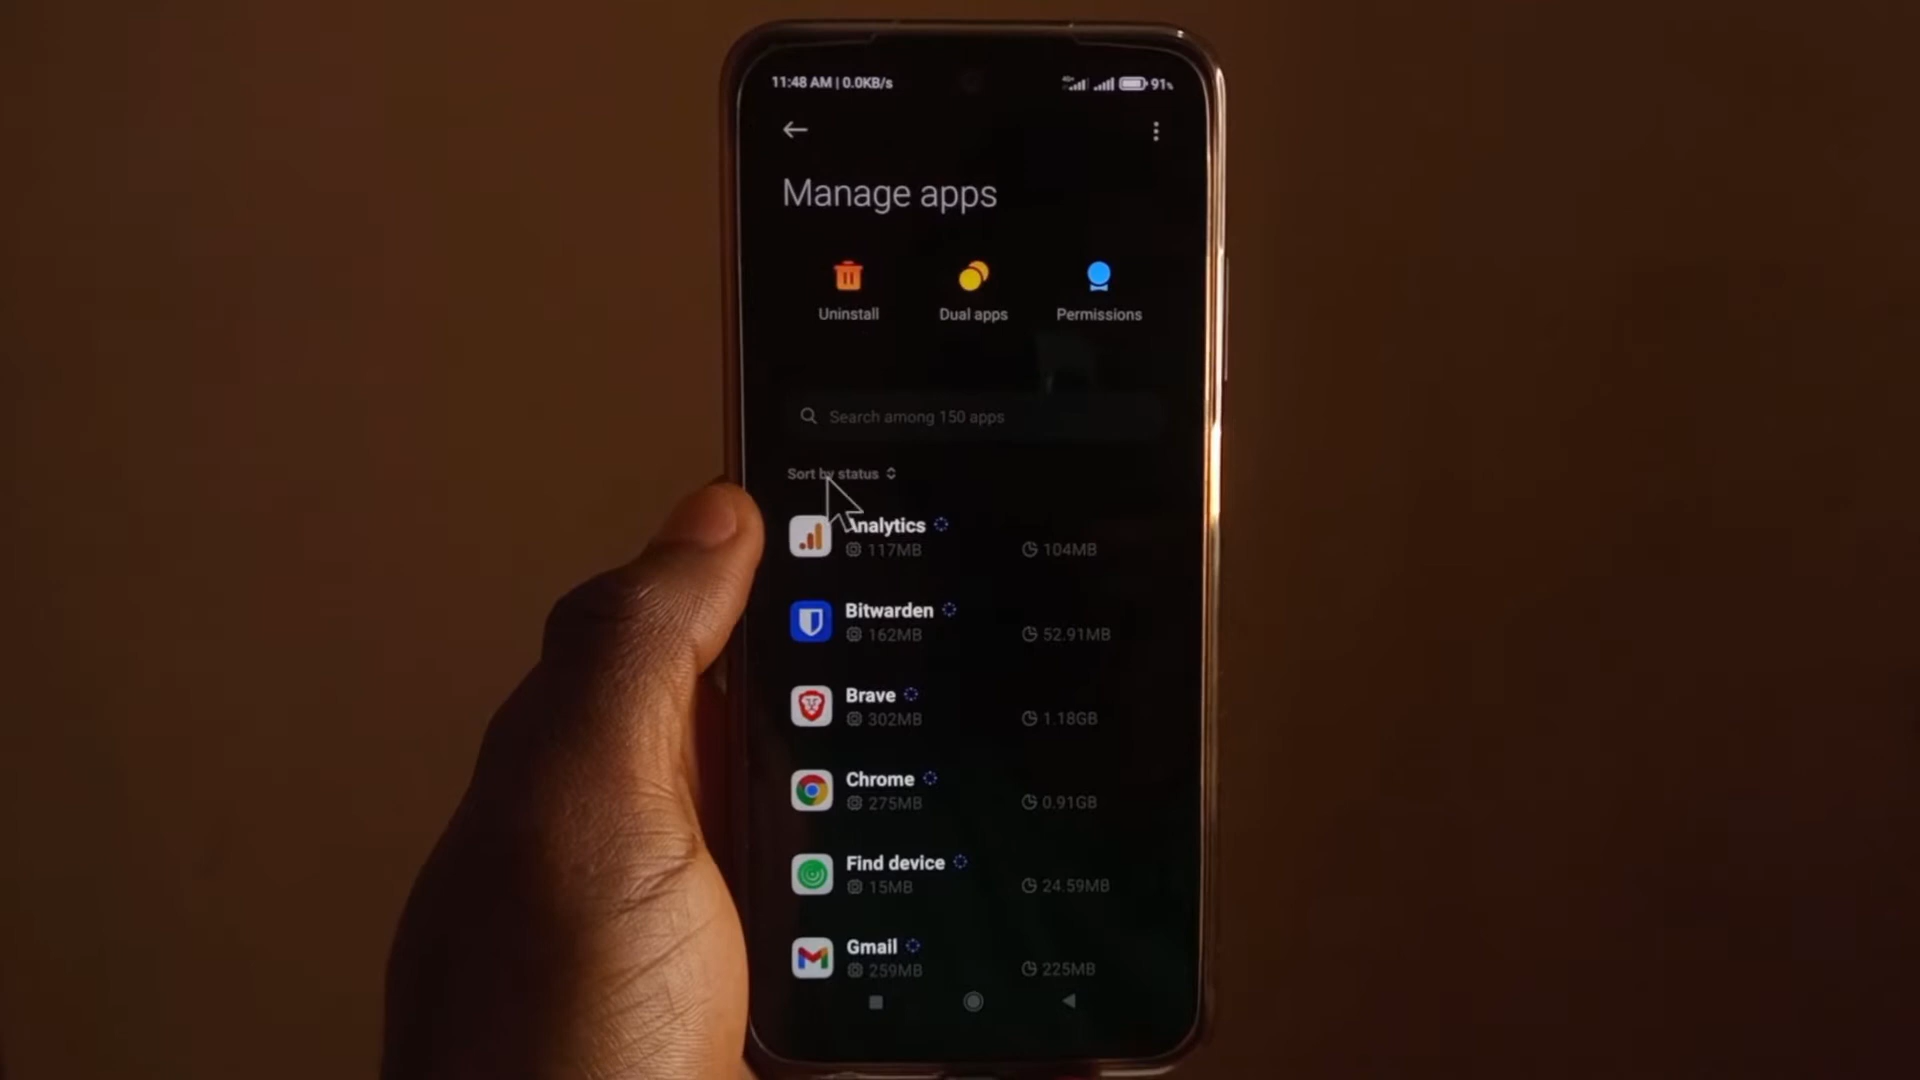 11:48 AM | 0.0KB/s 91%
Manage apps
Uninstall Dual apps Permissions
Search among 150 apps
Sort by status
Analytics
117MB 104MB
Bitwarden
162MB 52.91MB
Brave
302MB 1.18GB
Chrome
275MB 0.91GB
Find device
15MB 24.59MB
Gmail
259MB 225MB